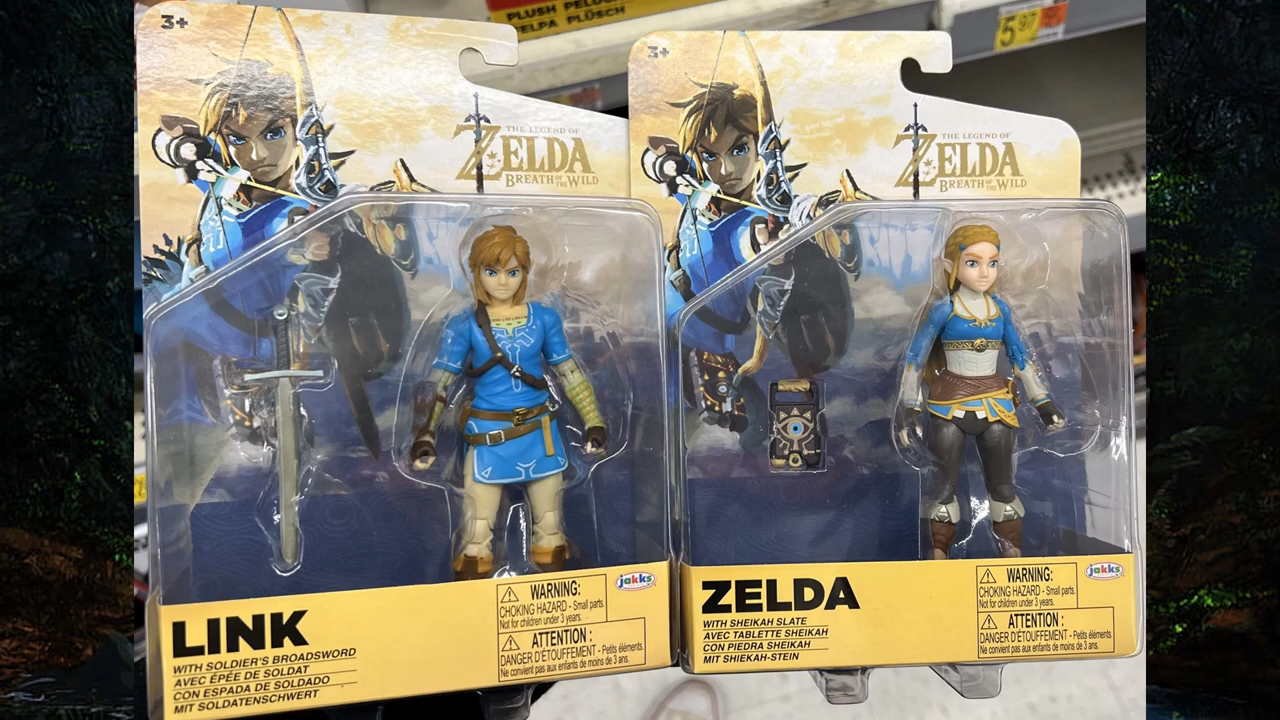 PLUSH PELUC
ELPA PLÜSCH
5.97
3+
THE LEGEND OF
ZELDA
BREATH OF THE WILD
LINK
WITH SOLDIER'S BROADSWORD
AVEC ÉPÉE DE SOLDAT
CON ESPADA DE SOLDADO
MIT SOLDATENSCHWERT
WARNING:
CHOKING HAZARD - Small parts.
Not for children under 3 years.
ATTENTION :
DANGER D'ÉTOUFFEMENT - Petits éléments.
Ne convient pas aux enfants de moins de 3 ans.
jakks
3+
THE LEGEND OF
ZELDA
BREATH OF THE WILD
ZELDA
WITH SHEIKAH SLATE
AVEC TABLETTE SHEIKAH
CON PIEDRA SHEIKAH
MIT SHIEKAH-STEIN
WARNING:
CHOKING HAZARD - Small parts.
Not for children under 3 years.
ATTENTION :
DANGER D'ÉTOUFFEMENT - Petits éléments.
Ne convient pas aux enfants de moins de 3 ans.
jakks